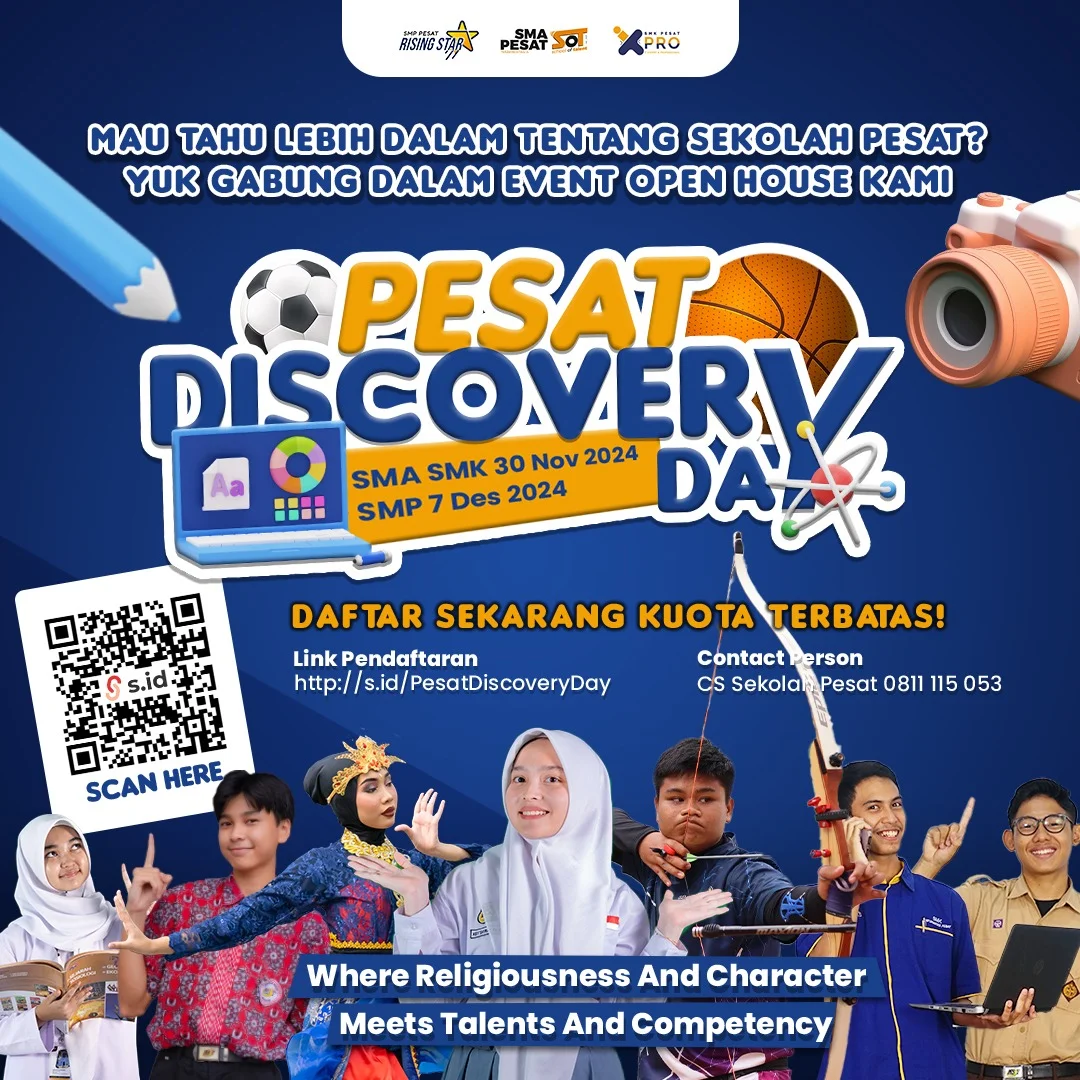 SMP PESAT
RISING STAR
SMA
PESAT
SOT
SMK PESAT
XPRO
MAU TAHU LEBIH DALAM TENTANG SEKOLAH PESAT?
YUK GABUNG DALAM EVENT OPEN HOUSE KAMI
PESAT
DISCOVERY
DAY
Aa
SMA SMK 30 Nov 2024
SMP 7 Des 2024
s.id
SCAN HERE
DAFTAR SEKARANG KUOTA TERBATAS!
Link Pendaftaran
http://s.id/PesatDiscoveryDay
Contact Person
CS Sekolah Pesat 0811 115 053
Where Religiousness And Character
Meets Talents And Competency